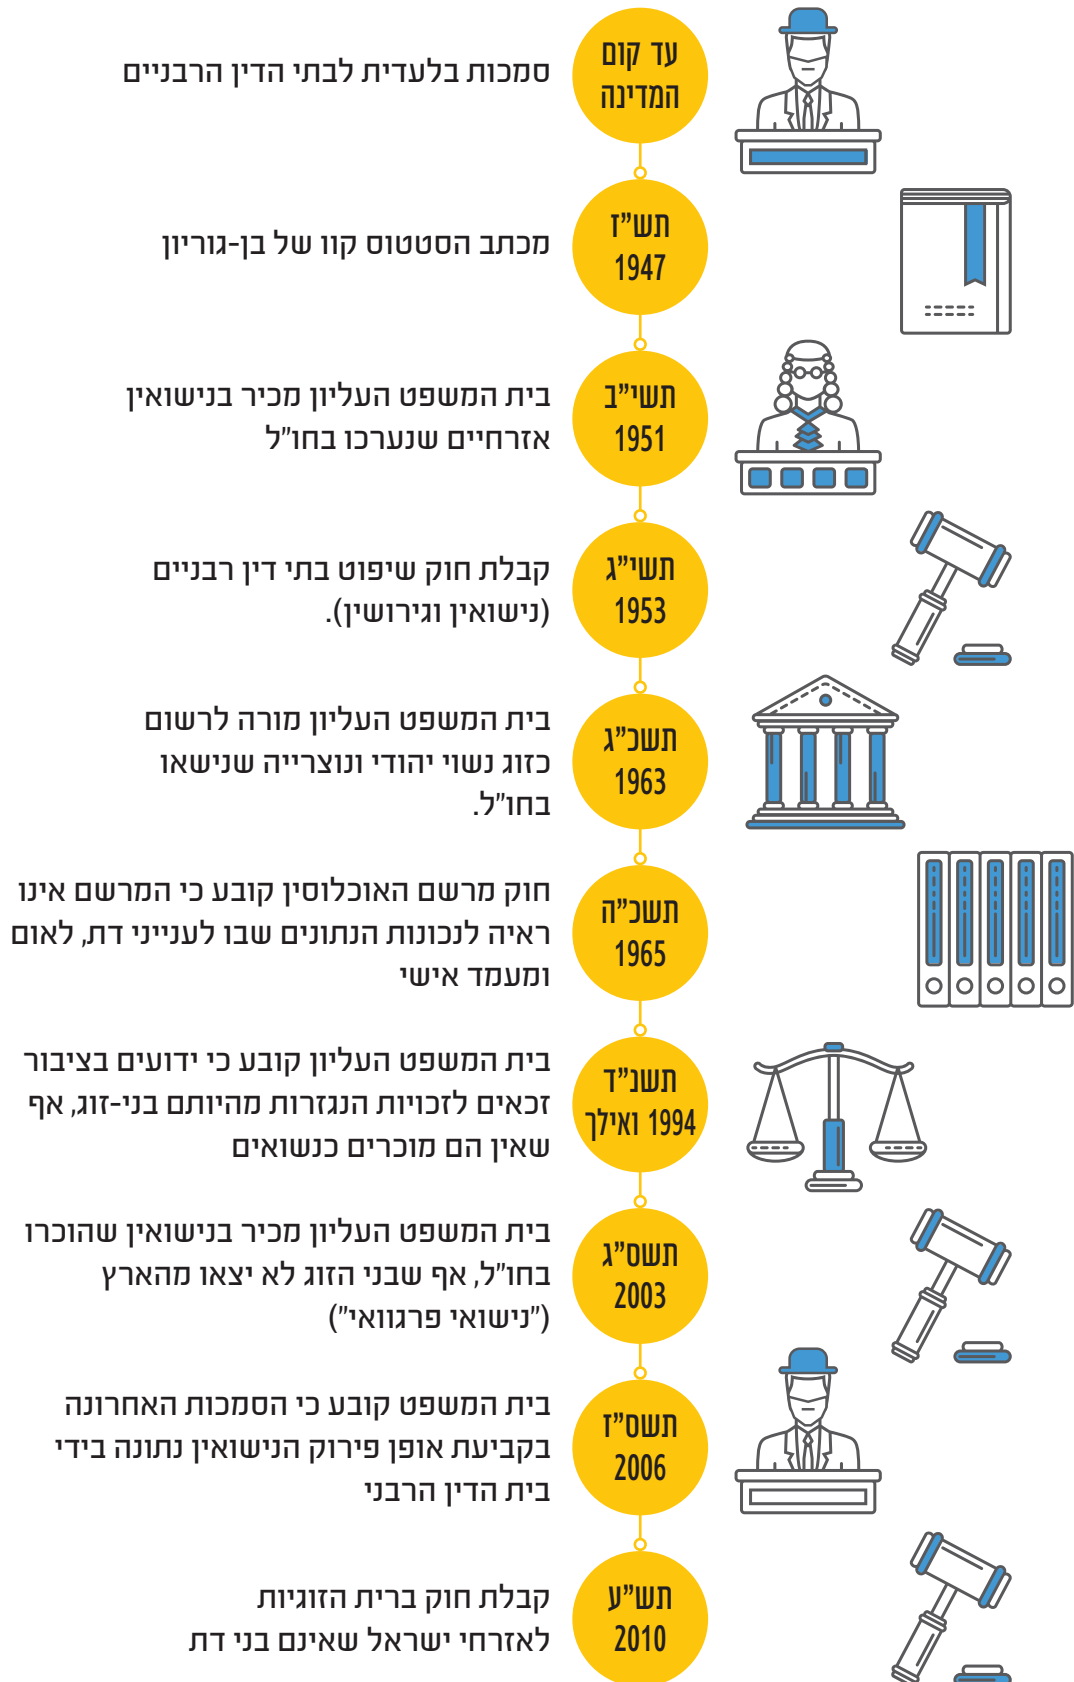 עד קום
המדינה
סמכות בלעדית לבתי הדין הרבניים
תש"ז
1947
מכתב הסטטוס קוו של בן-גוריון
תשי"ב
1951
בית המשפט העליון מכיר בנישואין
אזרחיים שנערכו בחו"ל
תשי"ג
1953
קבלת חוק שיפוט בתי דין רבניים
(נישואין וגירושין).
תשכ"ג
1963
בית המשפט העליון מורה לרשום
כזוג נשוי יהודי ונוצרייה שנישאו
בחו"ל.
תשכ"ה
1965
חוק מרשם האוכלוסין קובע כי המרשם אינו
ראיה לנכונות הנתונים שבו לענייני דת, לאום
ומעמד אישי
תשנ"ד
1994 ואילך
בית המשפט העליון קובע כי ידועים בציבור
זכאים לזכויות הנגזרות מהיותם בני-זוג, אף
שאין הם מוכרים כנשואים
תשס"ג
2003
בית המשפט העליון מכיר בנישואין שהוכרו
בחו"ל, אף שבני הזוג לא יצאו מהארץ
("נישואי פרגוואי")
תשס"ז
2006
בית המשפט קובע כי הסמכות האחרונה
בקביעת אופן פירוק הנישואין נתונה בידי
בית הדין הרבני
תש"ע
2010
קבלת חוק ברית הזוגיות
לאזרחי ישראל שאינם בני דת